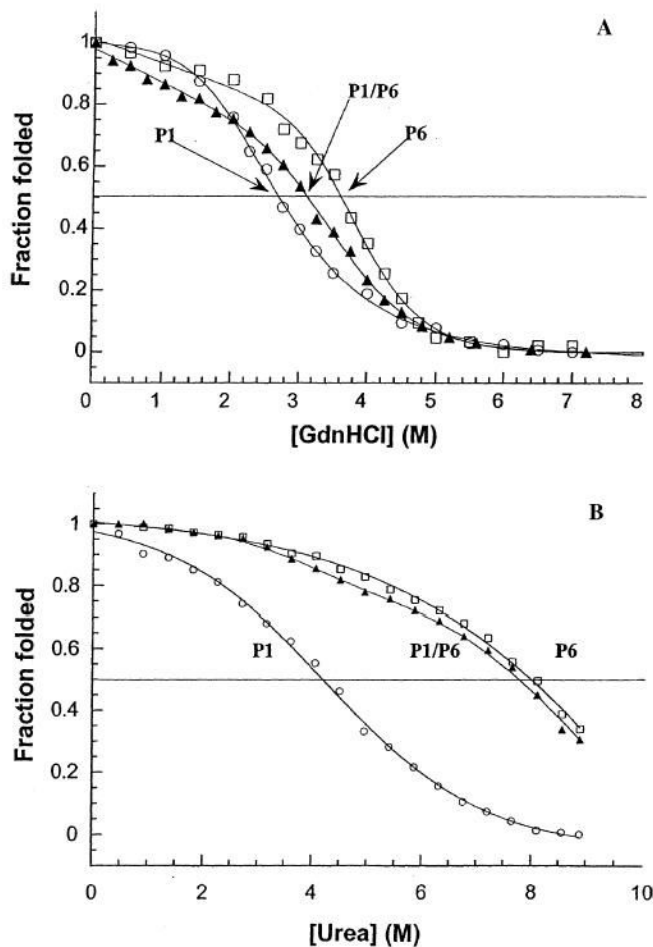 A
1
0.8
0.6
0.4
0.2
0
Fraction folded
P1
P1/P6
P6
0 1 2 3 4 5 6 7 8
[GdnHCl] (M)
B
1
0.8
0.6
0.4
0.2
0
Fraction folded
P1
P1/P6
P6
0 2 4 6 8 10
[Urea] (M)